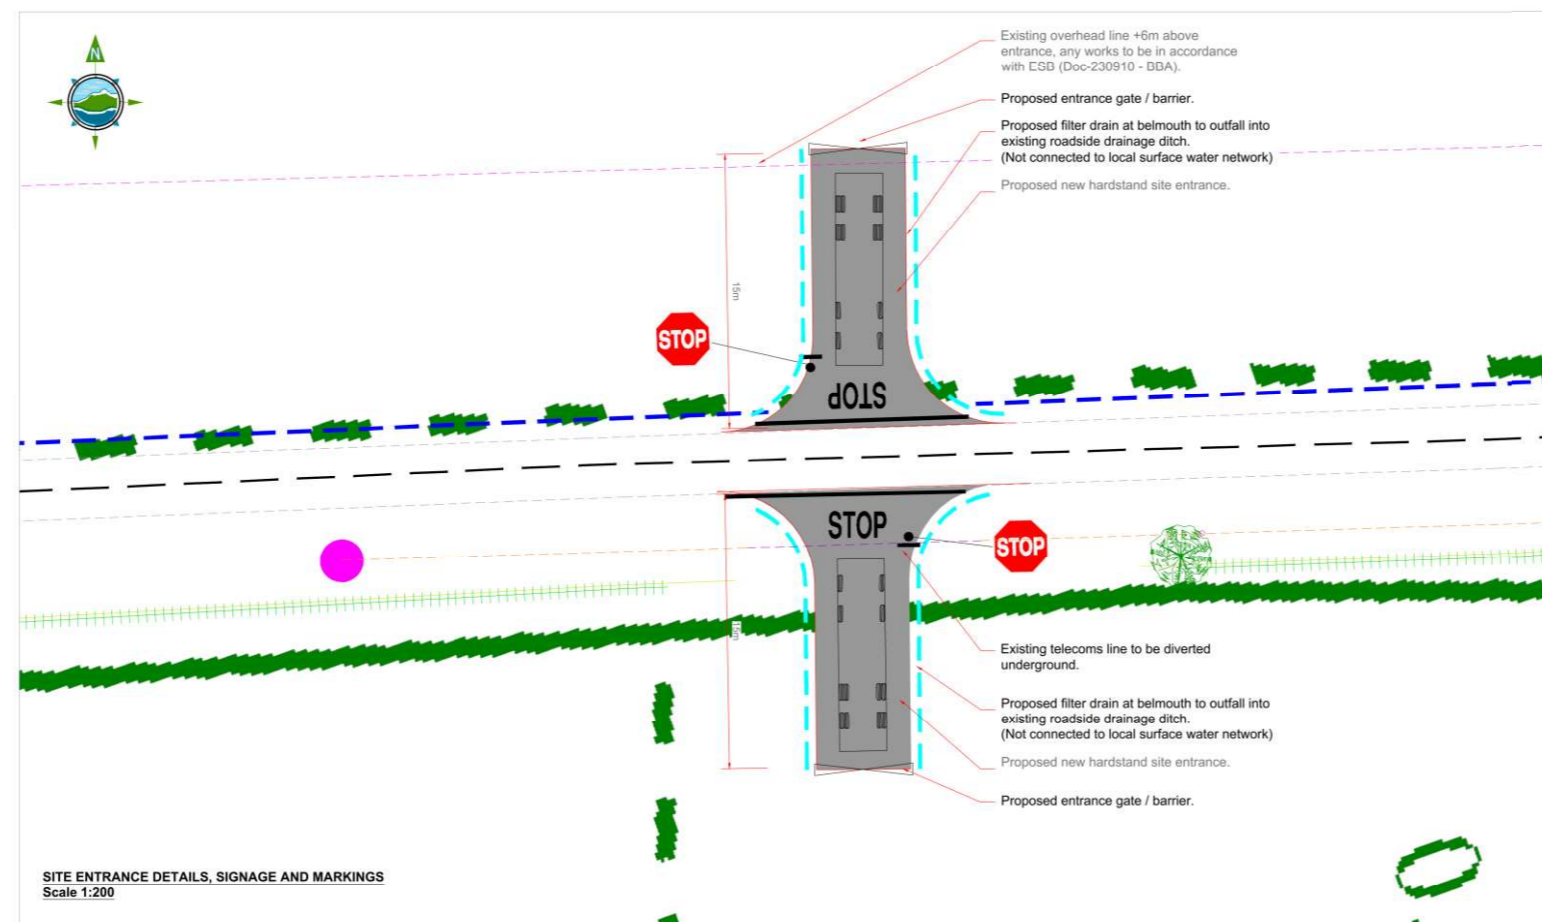 N
Existing overhead line +6m above
entrance, any works to be in accordance
with ESB (Doc-230910 - BBA).
Proposed entrance gate / barrier.
Proposed filter drain at belmouth to outfall into
existing roadside drainage ditch.
(Not connected to local surface water network)
Proposed new hardstand site entrance.
15m
STOP
STOP
STOP
STOP
15m
Existing telecoms line to be diverted
underground.
Proposed filter drain at belmouth to outfall into
existing roadside drainage ditch.
(Not connected to local surface water network)
Proposed new hardstand site entrance.
Proposed entrance gate / barrier.
SITE ENTRANCE DETAILS, SIGNAGE AND MARKINGS
Scale 1:200